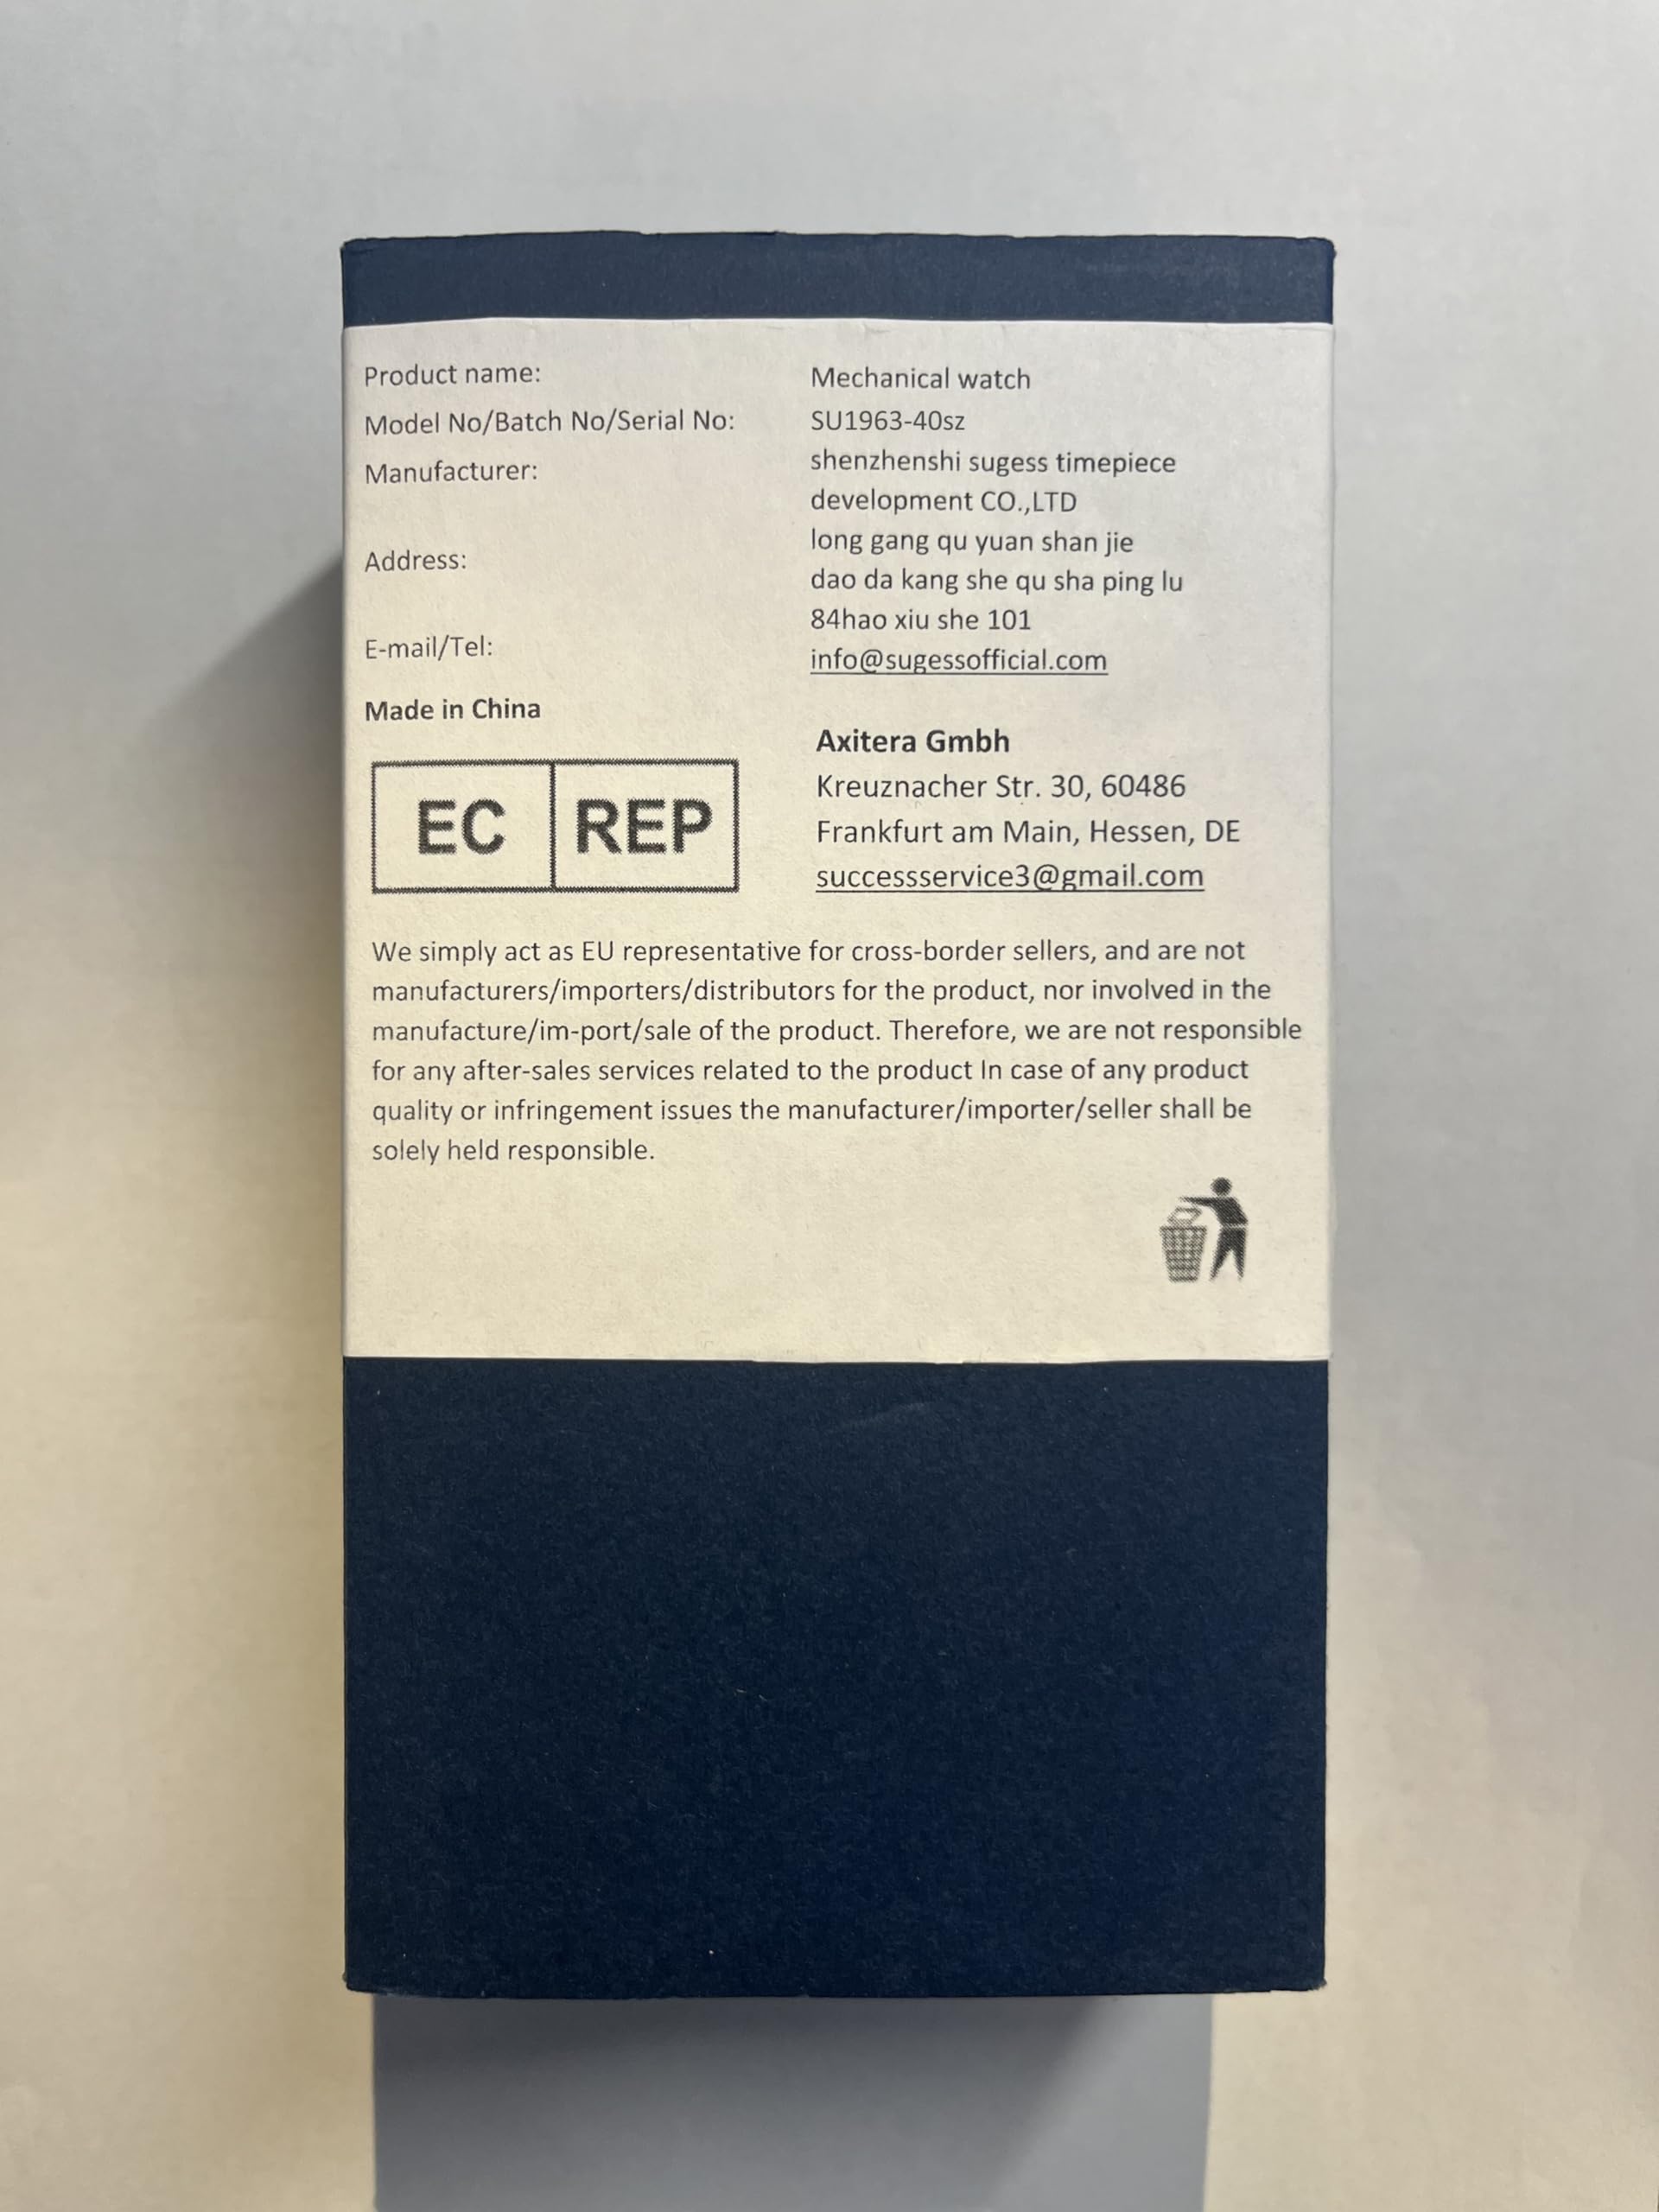 Product name: Mechanical watch
Model No/Batch No/Serial No: SU1963-40sz
Manufacturer: shenzhenshi sugess timepiece
development CO.,LTD
Address: long gang qu yuan shan jie
dao da kang she qu sha ping lu
84hao xiu she 101
E-mail/Tel: info@sugessofficial.com
Made in China
EC REP
Axitera Gmbh
Kreuznacher Str. 30, 60486
Frankfurt am Main, Hessen, DE
successservice3@gmail.com
We simply act as EU representative for cross-border sellers, and are not
manufacturers/importers/distributors for the product, nor involved in the
manufacture/im-port/sale of the product. Therefore, we are not responsible
for any after-sales services related to the product In case of any product
quality or infringement issues the manufacturer/importer/seller shall be
solely held responsible.